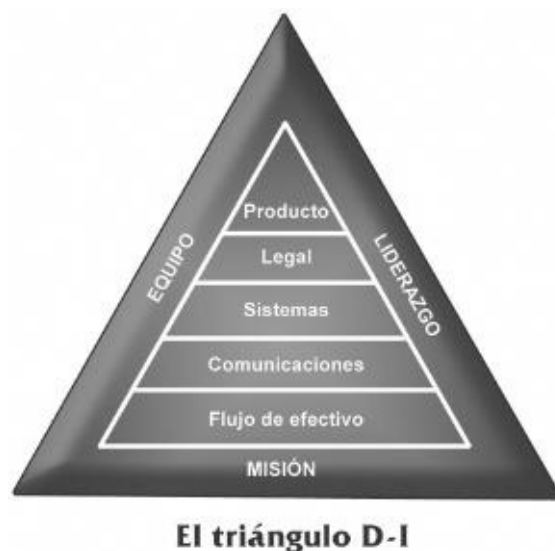 Producto
EQUIPO
LIDERAZGO
Legal
Sistemas
Comunicaciones
Flujo de efectivo
MISIÓN
El triángulo D-I